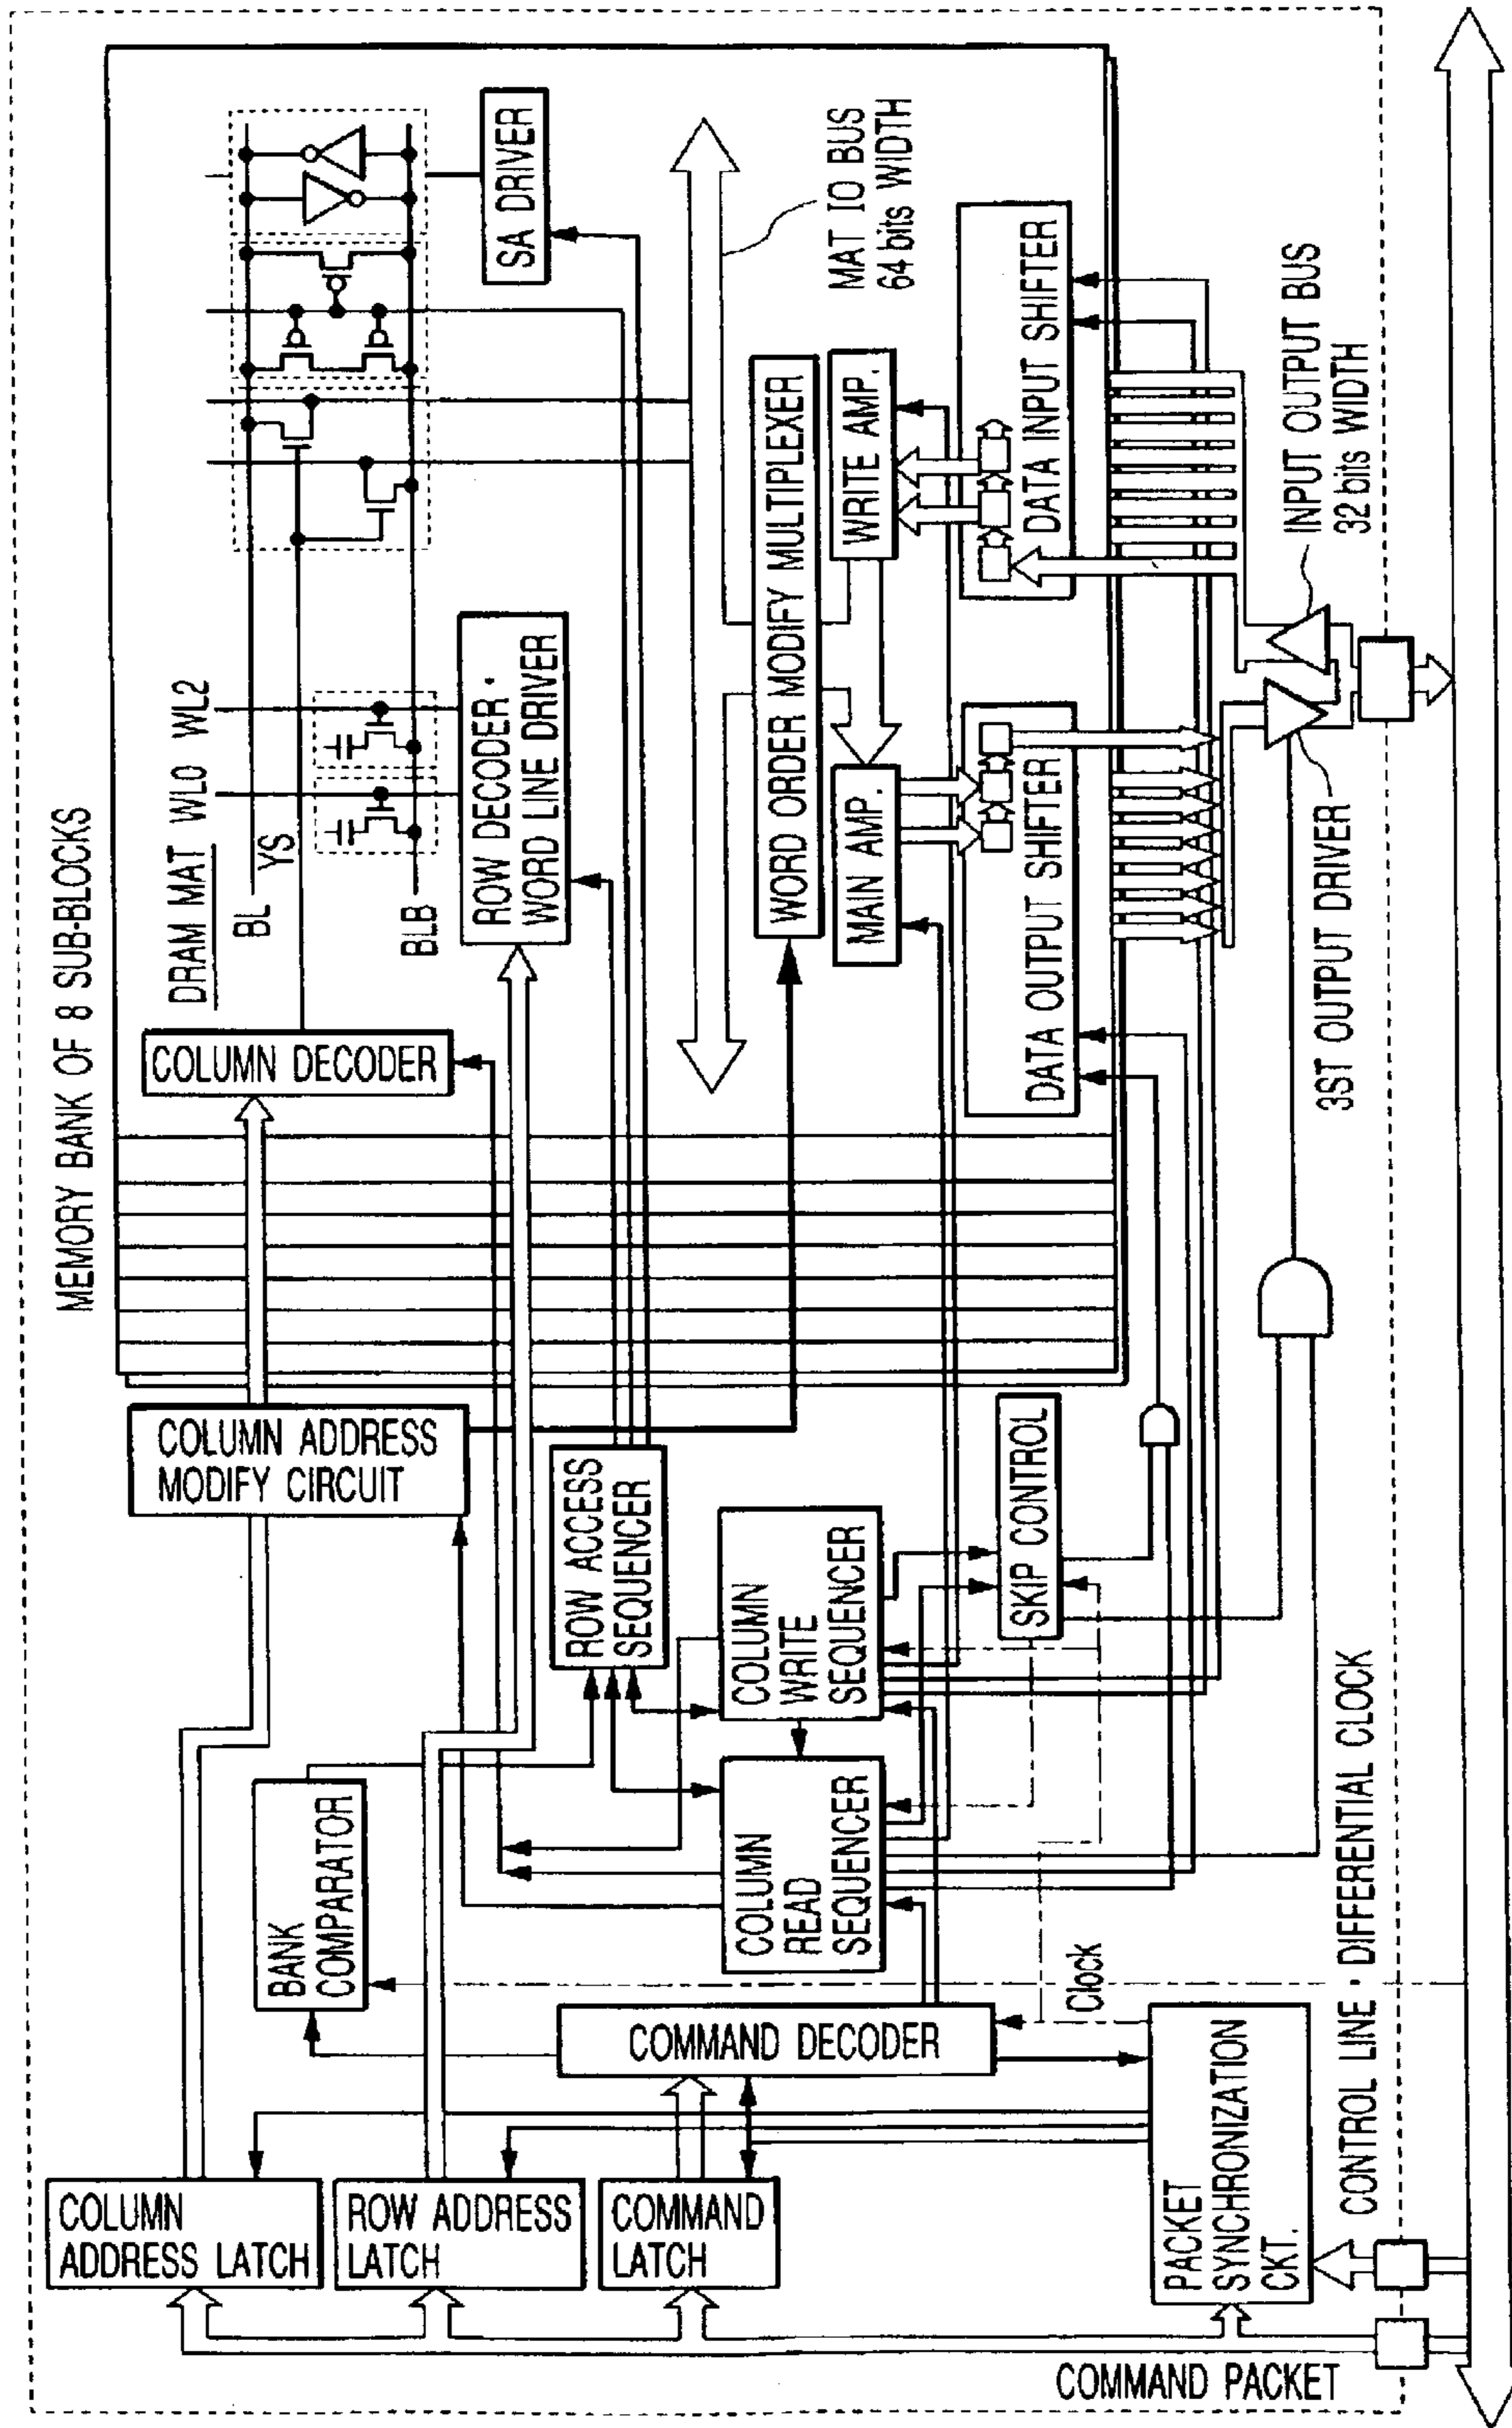 MEMORY BANK OF 8 SUB-BLOCKS
DRAM MAT WL0 WL2
BL
YS
BLB
COLUMN DECODER
SA DRIVER
ROW DECODER ·
WORD LINE DRIVER
MAT IO BUS
64 bits WIDTH
WORD ORDER MODIFY MULTIPLEXER
MAIN AMP.
WRITE AMP.
DATA OUTPUT SHIFTER
DATA INPUT SHIFTER
3ST OUTPUT DRIVER
INPUT OUTPUT BUS
32 bits WIDTH
COLUMN ADDRESS
MODIFY CIRCUIT
ROW ACCESS
SEQUENCER
COLUMN
WRITE
SEQUENCER
SKIP CONTROL
BANK
COMPARATOR
COLUMN
READ
SEQUENCER
COMMAND DECODER
Clock
COLUMN
ADDRESS LATCH
ROW ADDRESS
LATCH
COMMAND
LATCH
PACKET
SYNCHRONIZATION
CKT.
CONTROL LINE · DIFFERENTIAL CLOCK
COMMAND PACKET